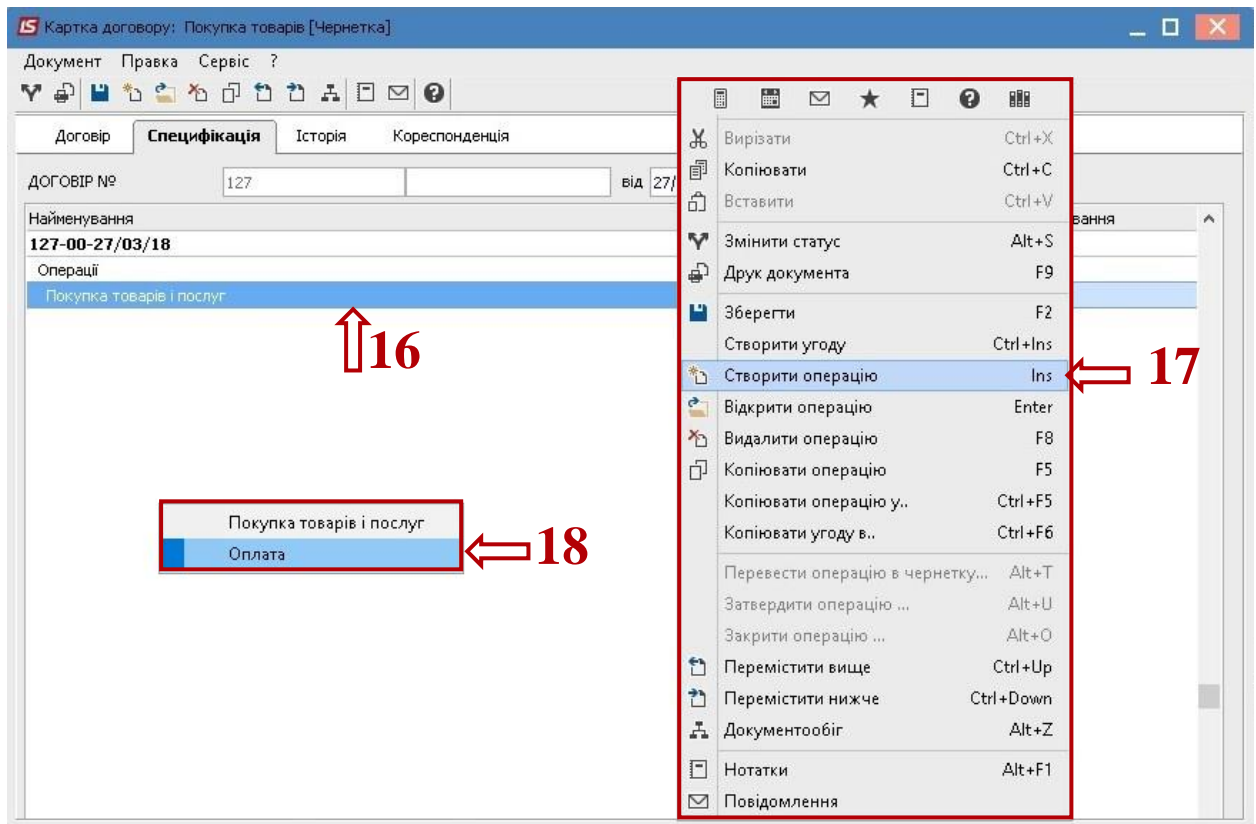 Картка договору: Покупка товарів [Чернетка]
Документ Правка Сервіс ?
Договір Специфікація Історія Кореспонденція
ДОГОВІР № 127 від 27/
Найменування вання
127-00-27/03/18
Операції
Покупка товарів і послуг
16
Вирізати Ctrl+X
Копіювати Ctrl+C
Вставити Ctrl+V
Змінити статус Alt+S
Друк документа F9
Зберегти F2
Створити угоду Ctrl+Ins
Створити операцію Ins
17
Відкрити операцію Enter
Видалити операцію F8
Копіювати операцію F5
Копіювати операцію у.. Ctrl+F5
Копіювати угоду в.. Ctrl+F6
Перевести операцію в чернетку... Alt+T
Затвердити операцію ... Alt+U
Закрити операцію ... Alt+O
Перемістити вище Ctrl+Up
Перемістити нижче Ctrl+Down
Документообіг Alt+Z
Нотатки Alt+F1
Повідомлення
Покупка товарів і послуг
Оплата
18